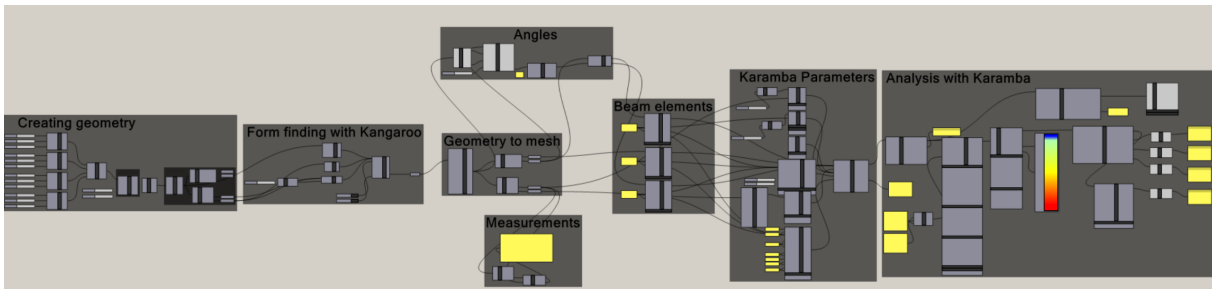 Creating geometry
Form finding with Kangaroo
Angles
Geometry to mesh
Measurements
Beam elements
Karamba Parameters
Analysis with Karamba